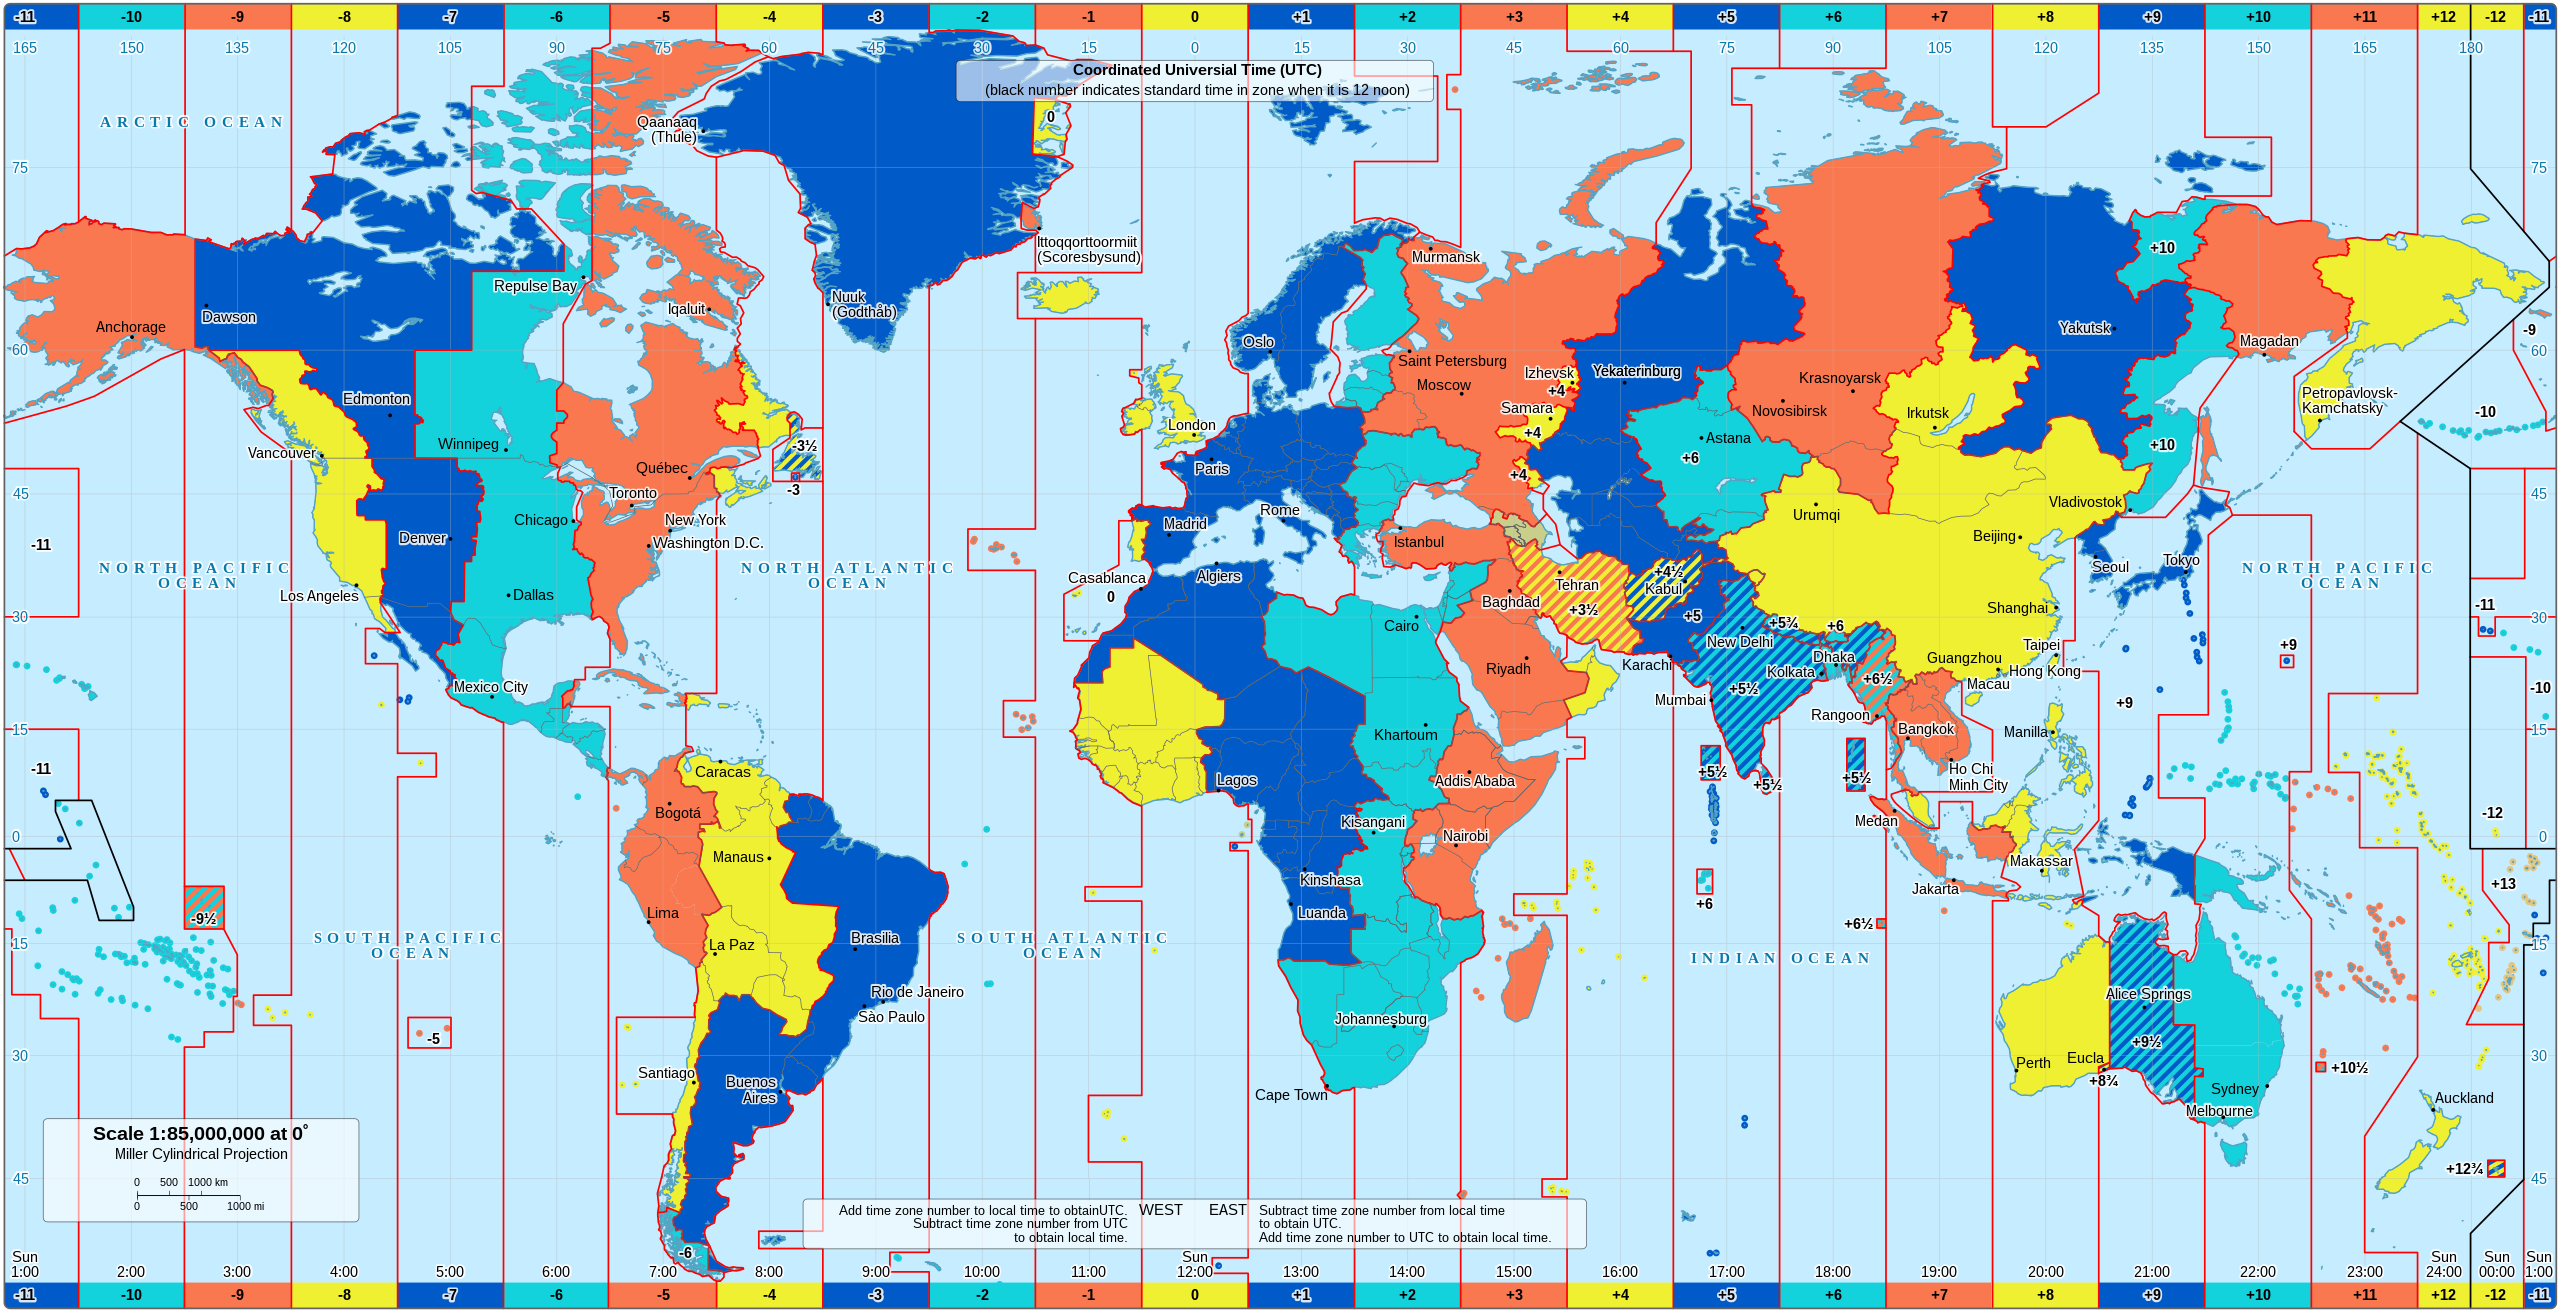 -11 -10 -9 -8 -7 -6 -5 -4 -3 -2 -1 0 +1 +2 +3 +4 +5 +6 +7 +8 +9 +10 +11 +12 -12 -11
165 150 135 120 105 90 75 60 45 30 15 0 15 30 45 60 75 90 105 120 135 150 165 180
Coordinated Universial Time (UTC)
(black number indicates standard time in zone when it is 12 noon)
ARCTIC OCEAN
Qaanaaq
(Thule)
0
75
75
Ittoqqorttoormiit
(Scoresbysund)
Murmansk
+10
Repulse Bay
Nuuk
(Godthåb)
Iqaluit
Dawson
Anchorage
Oslo
Saint Petersburg
Moscow
Izhevsk
+4
Yekaterinburg
Krasnoyarsk
Novosibirsk
Yakutsk
Magadan
-9
60
60
Edmonton
Petropavlovsk-
Kamchatsky
-10
Samara
+4
Irkutsk
London
Winnipeg
Vancouver
Astana
+6
+10
-3½
Québec
Paris
+4
-3
45
45
Toronto
New York
Chicago
Washington D.C.
Denver
Madrid
Rome
Istanbul
Urumqi
Vladivostok
Beijing
-11
NORTH PACIFIC
OCEAN
NORTH ATLANTIC
OCEAN
NORTH PACIFIC
OCEAN
Seoul
Tokyo
Casablanca
0
Algiers
Tehran
+3½
+4½
Kabul
Los Angeles
Dallas
Baghdad
Shanghai
-11
30
30
Cairo
+5
+5¾
+6
New Delhi
+9
Taipei
Karachi
Dhaka
Guangzhou
Riyadh
Kolkata
Hong Kong
Macau
+6½
Mexico City
+5½
-10
Mumbai
Rangoon
+9
15
15
Khartoum
Bangkok
Manilla
-11
Caracas
Lagos
Addis Ababa
+5½
+5½
+5½
Ho Chi
Minh City
Bogotá
Kisangani
Nairobi
Medan
-12
0
0
Manaus
Makassar
Kinshasa
+13
Jakarta
+6
Lima
Luanda
-9½
+6½
SOUTH PACIFIC
OCEAN
SOUTH ATLANTIC
OCEAN
INDIAN OCEAN
La Paz
Brasilia
15
15
Rio de Janeiro
Sào Paulo
Alice Springs
Johannesburg
-5
+9½
30
30
Santiago
Perth
Eucla
+8¾
+10½
Buenos
Aires
Cape Town
Sydney
Auckland
Melbourne
Scale 1:85,000,000 at 0˚
Miller Cylindrical Projection
0 500 1000 km
0 500 1000 mi
+12¾
45
45
Add time zone number to local time to obtainUTC.
Subtract time zone number from UTC
to obtain local time.
WEST EAST
Subtract time zone number from local time
to obtain UTC.
Add time zone number to UTC to obtain local time.
-6
Sun Sun Sun Sun Sun
1:00 2:00 3:00 4:00 5:00 6:00 7:00 8:00 9:00 10:00 11:00 12:00 13:00 14:00 15:00 16:00 17:00 18:00 19:00 20:00 21:00 22:00 23:00 24:00 00:00 1:00
-11 -10 -9 -8 -7 -6 -5 -4 -3 -2 -1 0 +1 +2 +3 +4 +5 +6 +7 +8 +9 +10 +11 +12 -12 -11